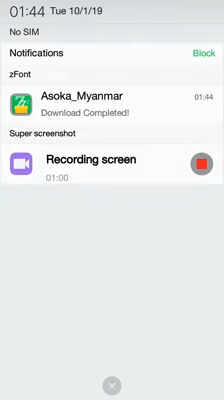 01:44 Tue 10/1/19
No SIM
Notifications Block
zFont
Asoka_Myanmar 01:44
Download Completed!
Super screenshot
Recording screen
01:00